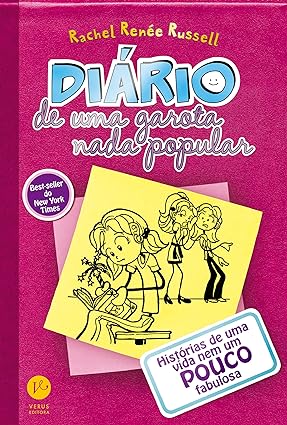 Rachel Renée Russell
DIÁRIO
de uma garota
nada popular
Best-seller
do New York
Times
Histórias de uma
vida nem um
POUCO
fabulosa
VERUS
EDITORA